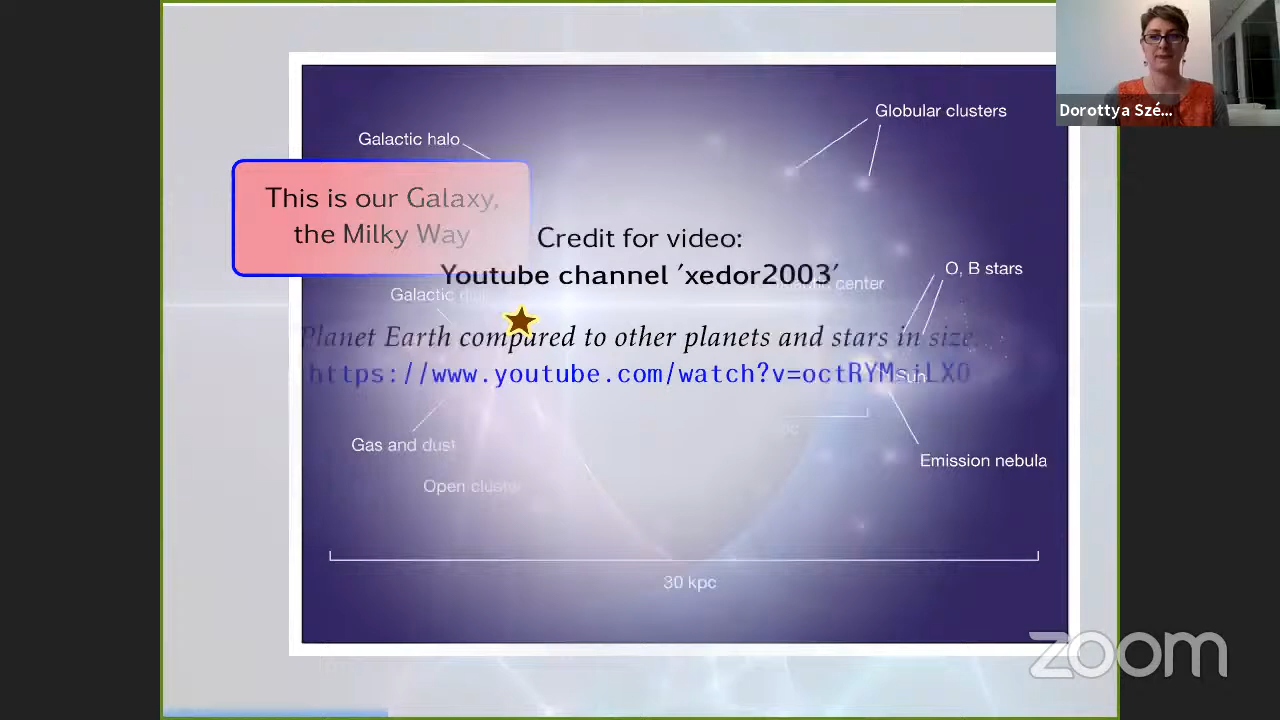 Dorottya Szé...
Globular clusters
Galactic halo
This is our Galaxy,
the Milky Way
Credit for video:
Youtube channel 'xedor2003'
O, B stars
center
Galactic
Planet Earth compared to other planets and stars in size.
Sun
Gas and dust
Emission nebula
Open cluster
30 kpc
zoom